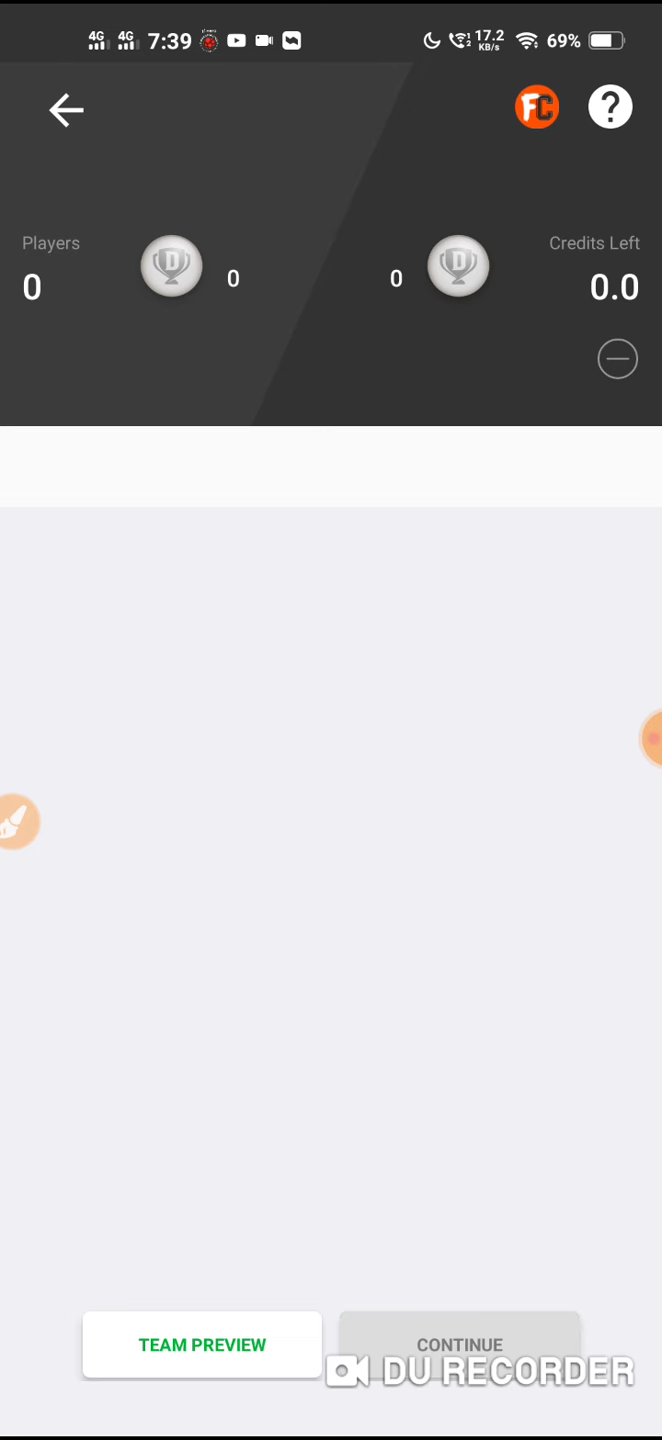 4G 4G 7:39 17.2 KB/s 69%
FC ?
Players Credits Left
0 D 0 0 D 0.0
TEAM PREVIEW CONTINUE
DU RECORDER